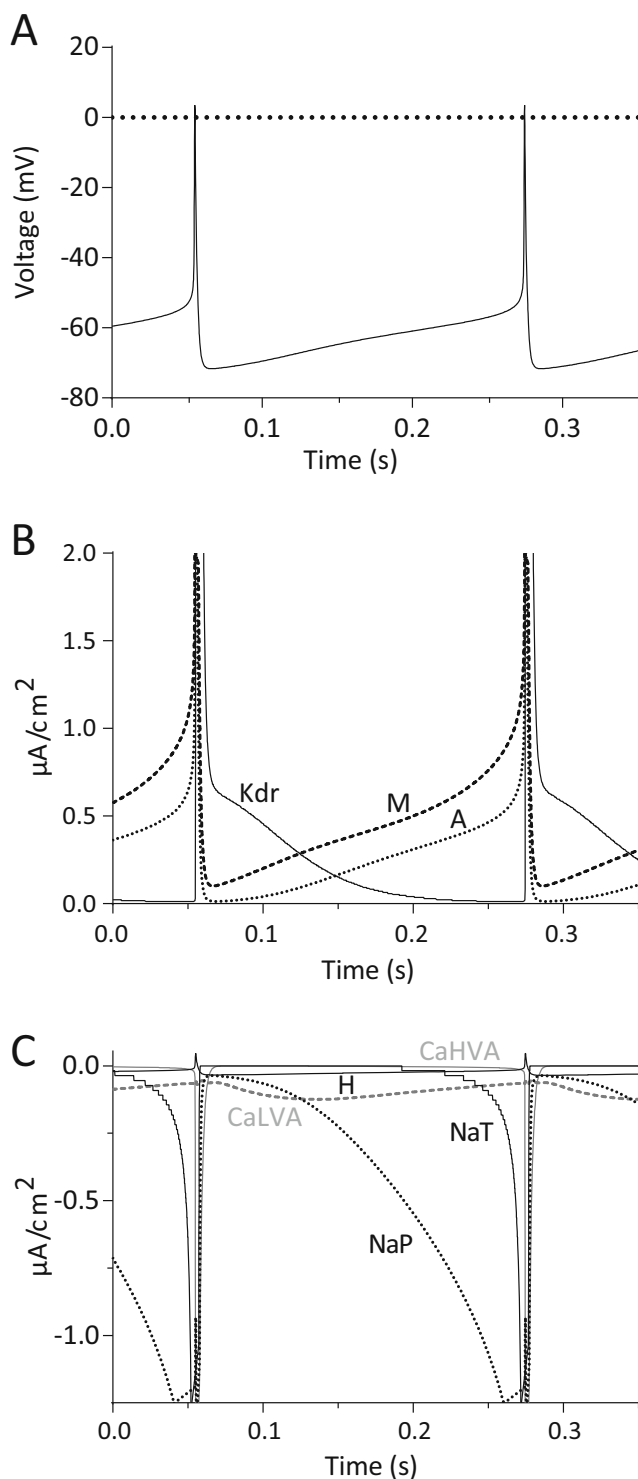 A
20
0
-20
-40
-60
-80
Voltage (mV)
0.0 0.1 0.2 0.3
Time (s)
B
2.0
1.5
1.0
0.5
0.0
μA/cm2
Kdr
M
A
0.0 0.1 0.2 0.3
Time (s)
C
0.0
-0.5
-1.0
μA/cm2
CaHVA
H
CaLVA
NaT
NaP
0.0 0.1 0.2 0.3
Time (s)